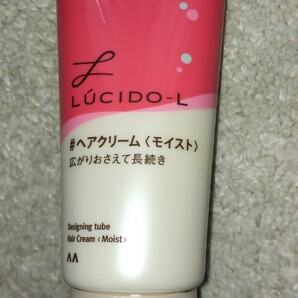 LÚCIDO-L
#ヘアクリーム〈モイスト〉
広がりおさえて長続き
Designing tube
Hair Cream <Moist>